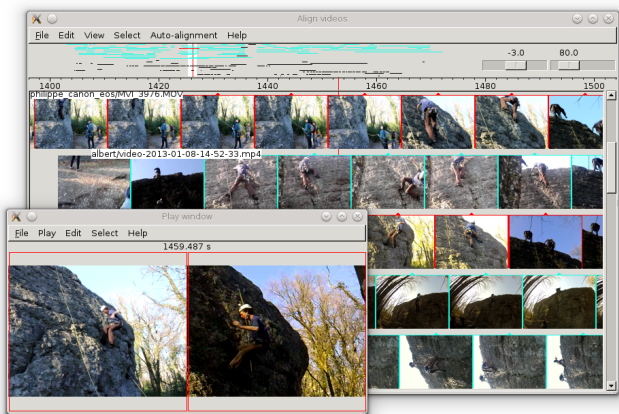 Align videos
File Edit View Select Auto-alignment Help
-3.0 80.0
1400 1420 1440 1460 1480 1500
philippe_canon_eos/MVI_3976.MOV
albert/video-2013-01-08-14-52-33.mp4
Play window
File Play Edit Select Help
1459.487 s